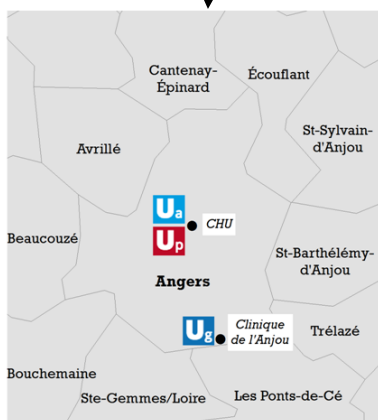 Cantenay-
Épinard
Écouflant
St-Sylvain-
d'Anjou
Avrillé
Ua
CHU
Up
Beaucouzé
St-Barthélémy-
d'Anjou
Angers
Ug
Clinique
de l'Anjou
Trélazé
Bouchemaine
Ste-Gemmes/Loire
Les Ponts-de-Cé